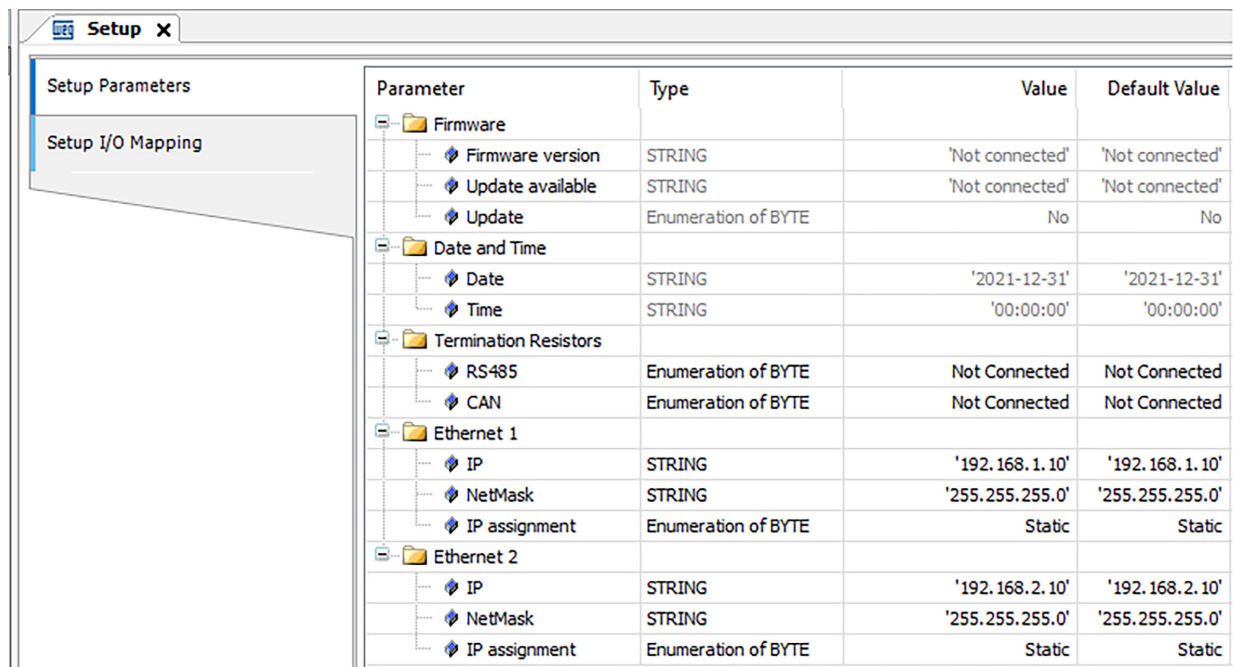 weg Setup X
Setup Parameters
Setup I/O Mapping
Parameter Type Value Default Value
Firmware
Firmware version STRING 'Not connected' 'Not connected'
Update available STRING 'Not connected' 'Not connected'
Update Enumeration of BYTE No No
Date and Time
Date STRING '2021-12-31' '2021-12-31'
Time STRING '00:00:00' '00:00:00'
Termination Resistors
RS485 Enumeration of BYTE Not Connected Not Connected
CAN Enumeration of BYTE Not Connected Not Connected
Ethernet 1
IP STRING '192.168.1.10' '192.168.1.10'
NetMask STRING '255.255.255.0' '255.255.255.0'
IP assignment Enumeration of BYTE Static Static
Ethernet 2
IP STRING '192.168.2.10' '192.168.2.10'
NetMask STRING '255.255.255.0' '255.255.255.0'
IP assignment Enumeration of BYTE Static Static